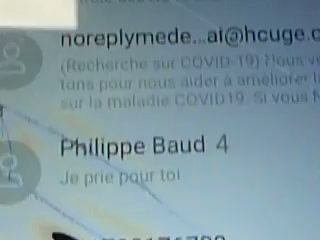 noreplymede...ai@hcuge.c
(Recherche sur COVID-19) Nous v
tons pour nous aider à améliorer la
sur la maladie COVID19. Si vous
Philippe Baud 4
Je prie pour toi